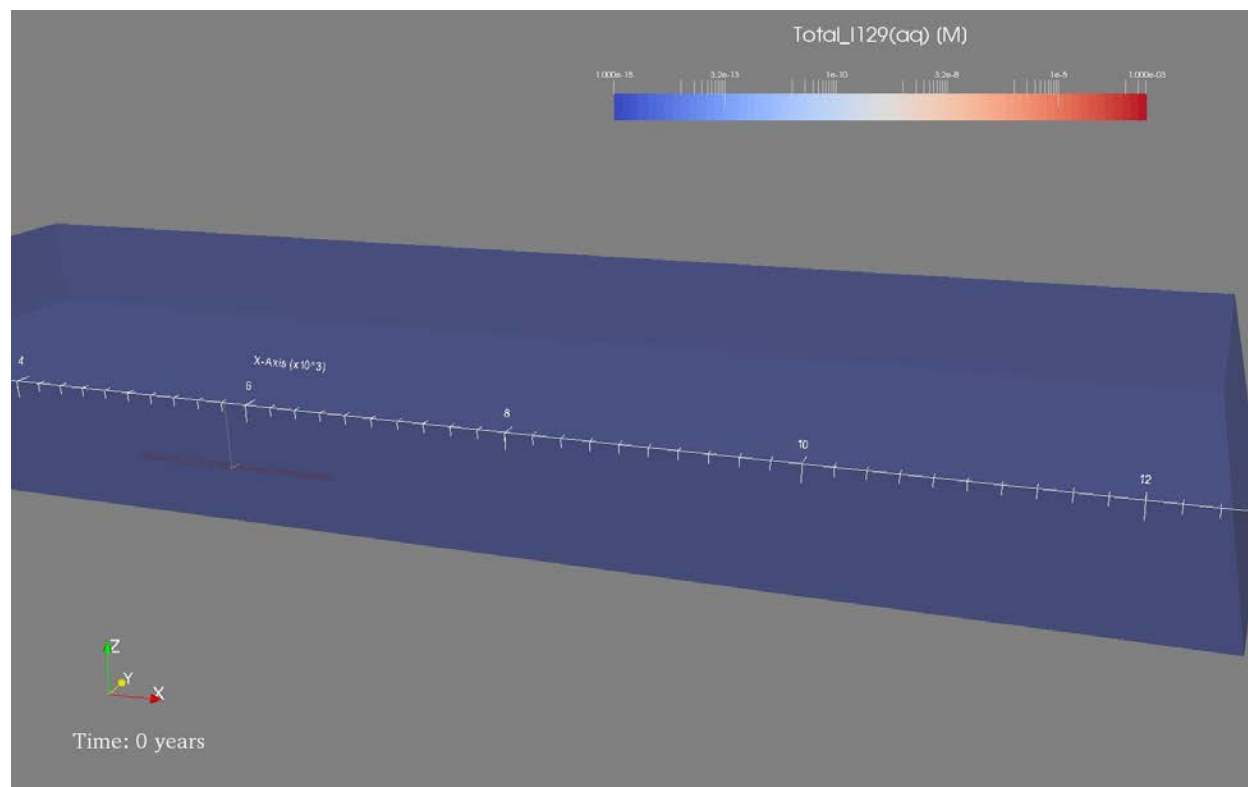 Total_I129(aq) (M)
1.000e-15 3.2e-13 1e-10 3.2e-8 1e-5 1.000e-03
4
X-Axis (x10^3)
6
8
10
12
Z
Y
X
Time: 0 years